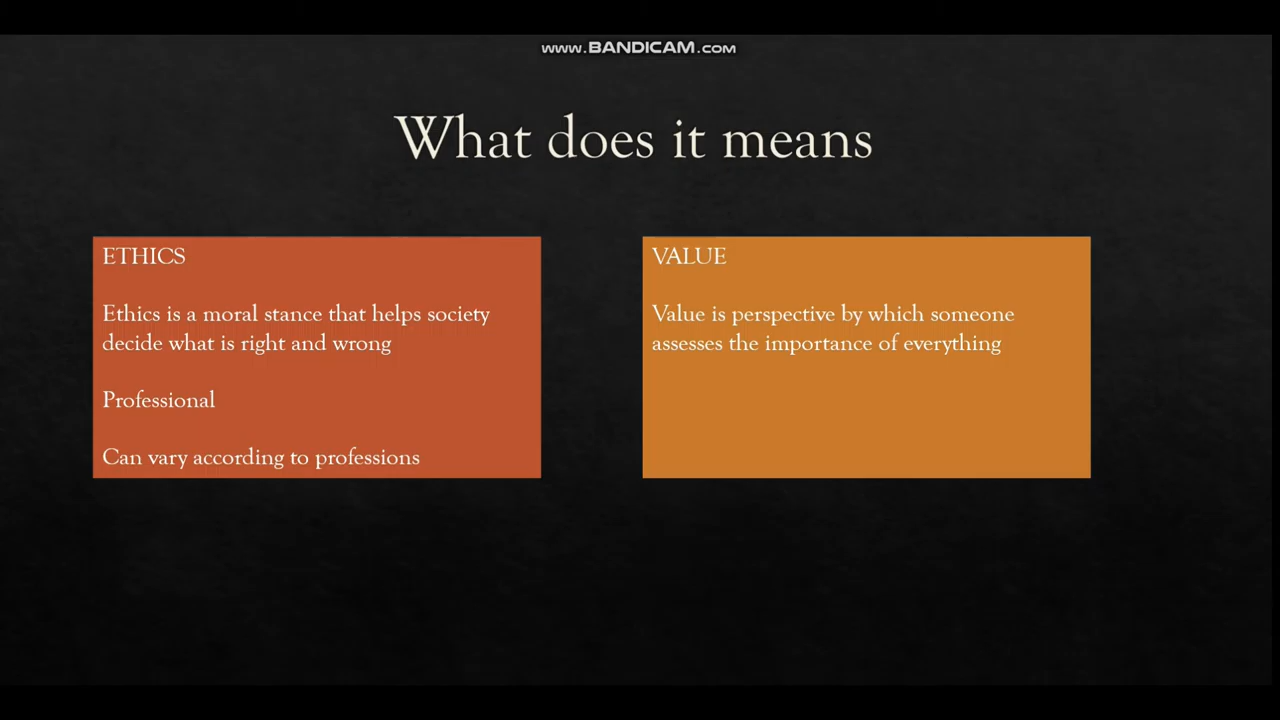 www.BANDICAM.com
What does it means
ETHICS
Ethics is a moral stance that helps society
decide what is right and wrong
Professional
Can vary according to professions
VALUE
Value is perspective by which someone
assesses the importance of everything